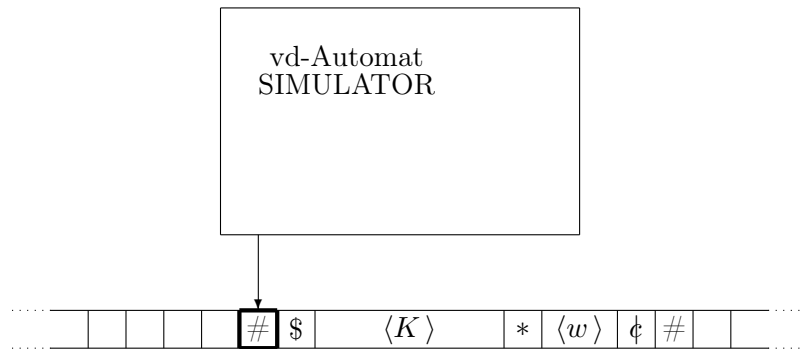 vd-Automat
SIMULATOR
# $ ⟨K⟩ * ⟨w⟩ ¢ #